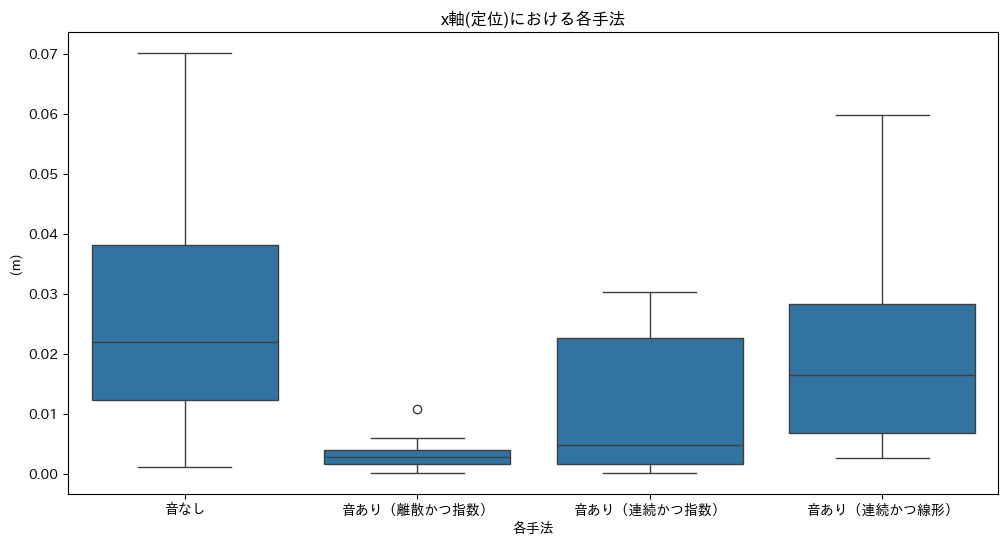 x軸(定位)における各手法
(m)
0.07
0.06
0.05
0.04
0.03
0.02
0.01
0.00
音なし
音あり（離散かつ指数）
音あり（連続かつ指数）
音あり（連続かつ線形）
各手法